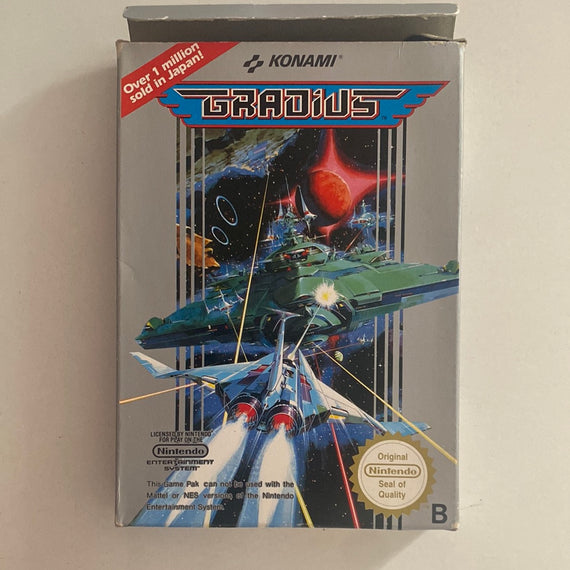 Over 1 million
sold in Japan!
KONAMI®
GRADIUS
TM
LICENSED BY NINTENDO
FOR PLAY ON THE
Nintendo
ENTERTAINMENT
SYSTEM™
Original
Nintendo
Seal of
Quality
This Game Pak can not be used with the
Mattel or NES versions of the Nintendo
Entertainment System.
B